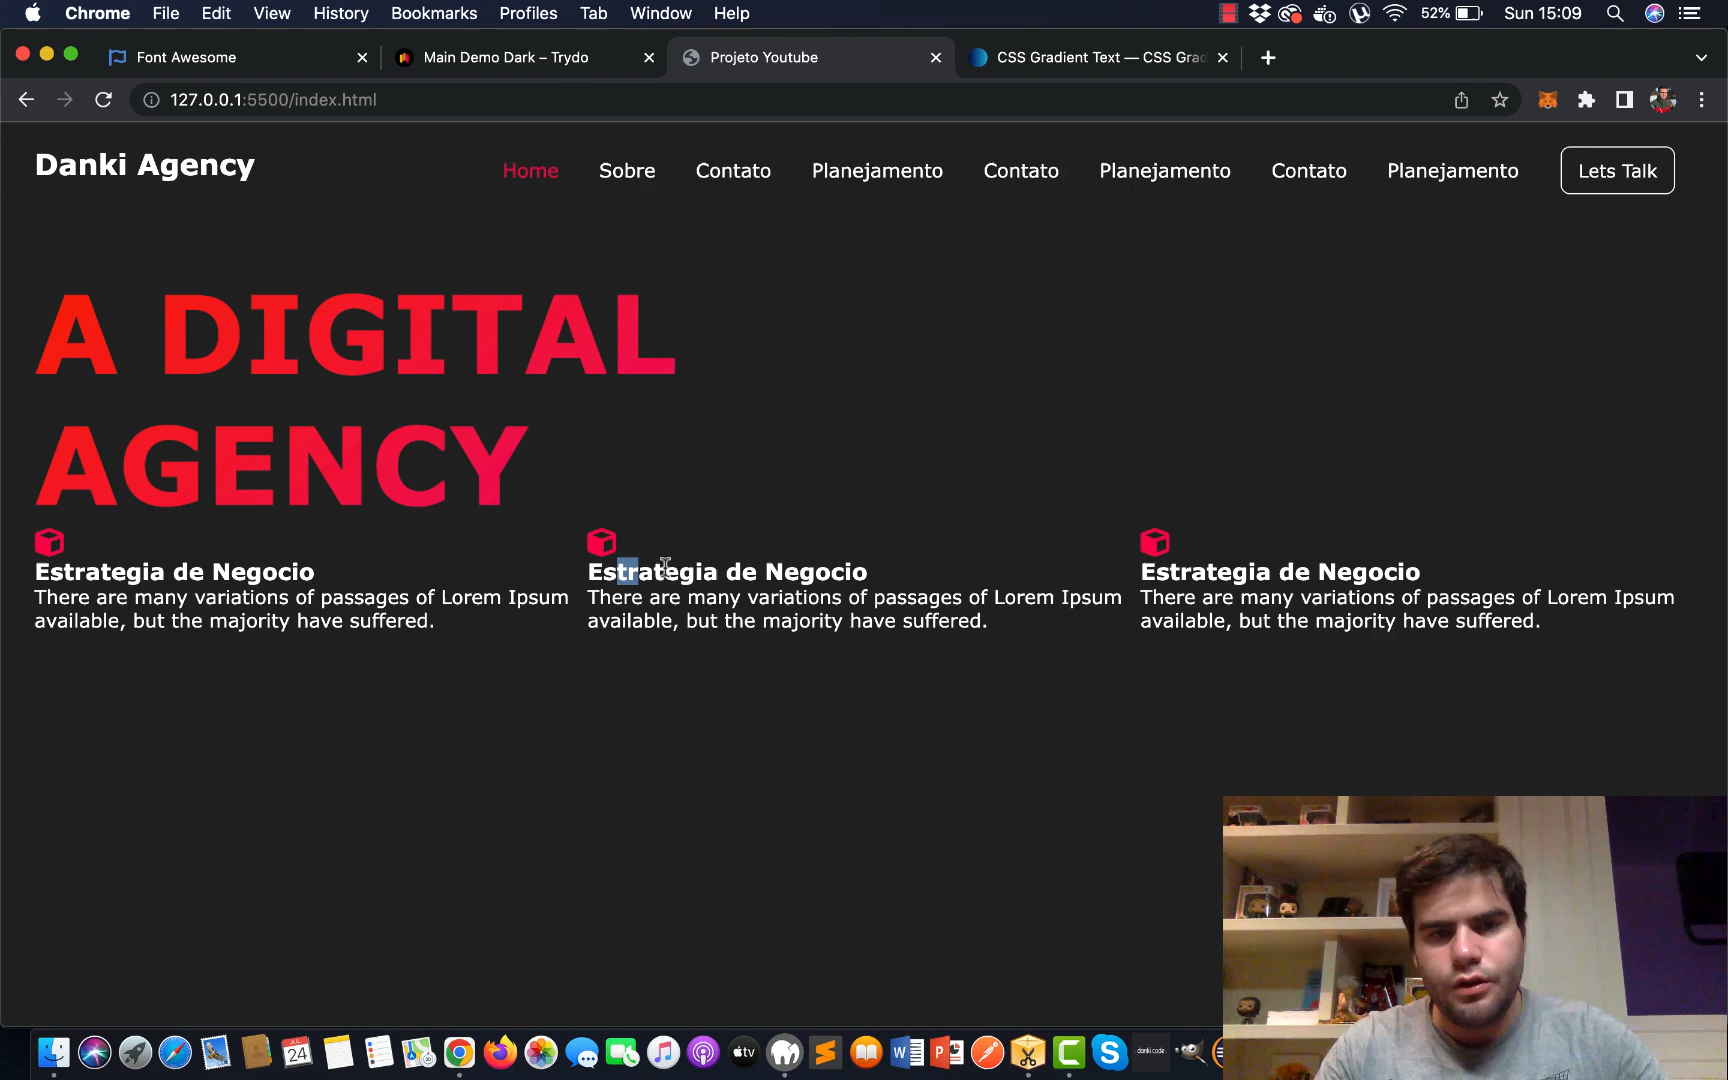 Chrome File Edit View History Bookmarks Profiles Tab Window Help 52% Sun 15:09
Font Awesome Main Demo Dark – Trydo Projeto Youtube CSS Gradient Text — CSS Grad
127.0.0.1:5500/index.html
Danki Agency Home Sobre Contato Planejamento Contato Planejamento Contato Planejamento Lets Talk
A DIGITAL
AGENCY
Estrategia de Negocio
There are many variations of passages of Lorem Ipsum
available, but the majority have suffered.
Estrategia de Negocio
There are many variations of passages of Lorem Ipsum
available, but the majority have suffered.
Estrategia de Negocio
There are many variations of passages of Lorem Ipsum
available, but the majority have suffered.
24
tv
danki code